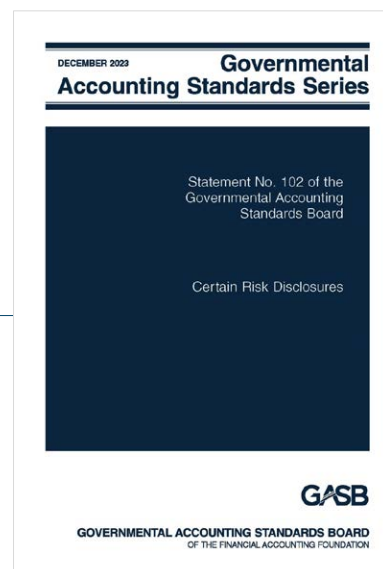 DECEMBER 2023
Governmental
Accounting Standards Series
Statement No. 102 of the
Governmental Accounting
Standards Board
Certain Risk Disclosures
GASB
GOVERNMENTAL ACCOUNTING STANDARDS BOARD
OF THE FINANCIAL ACCOUNTING FOUNDATION